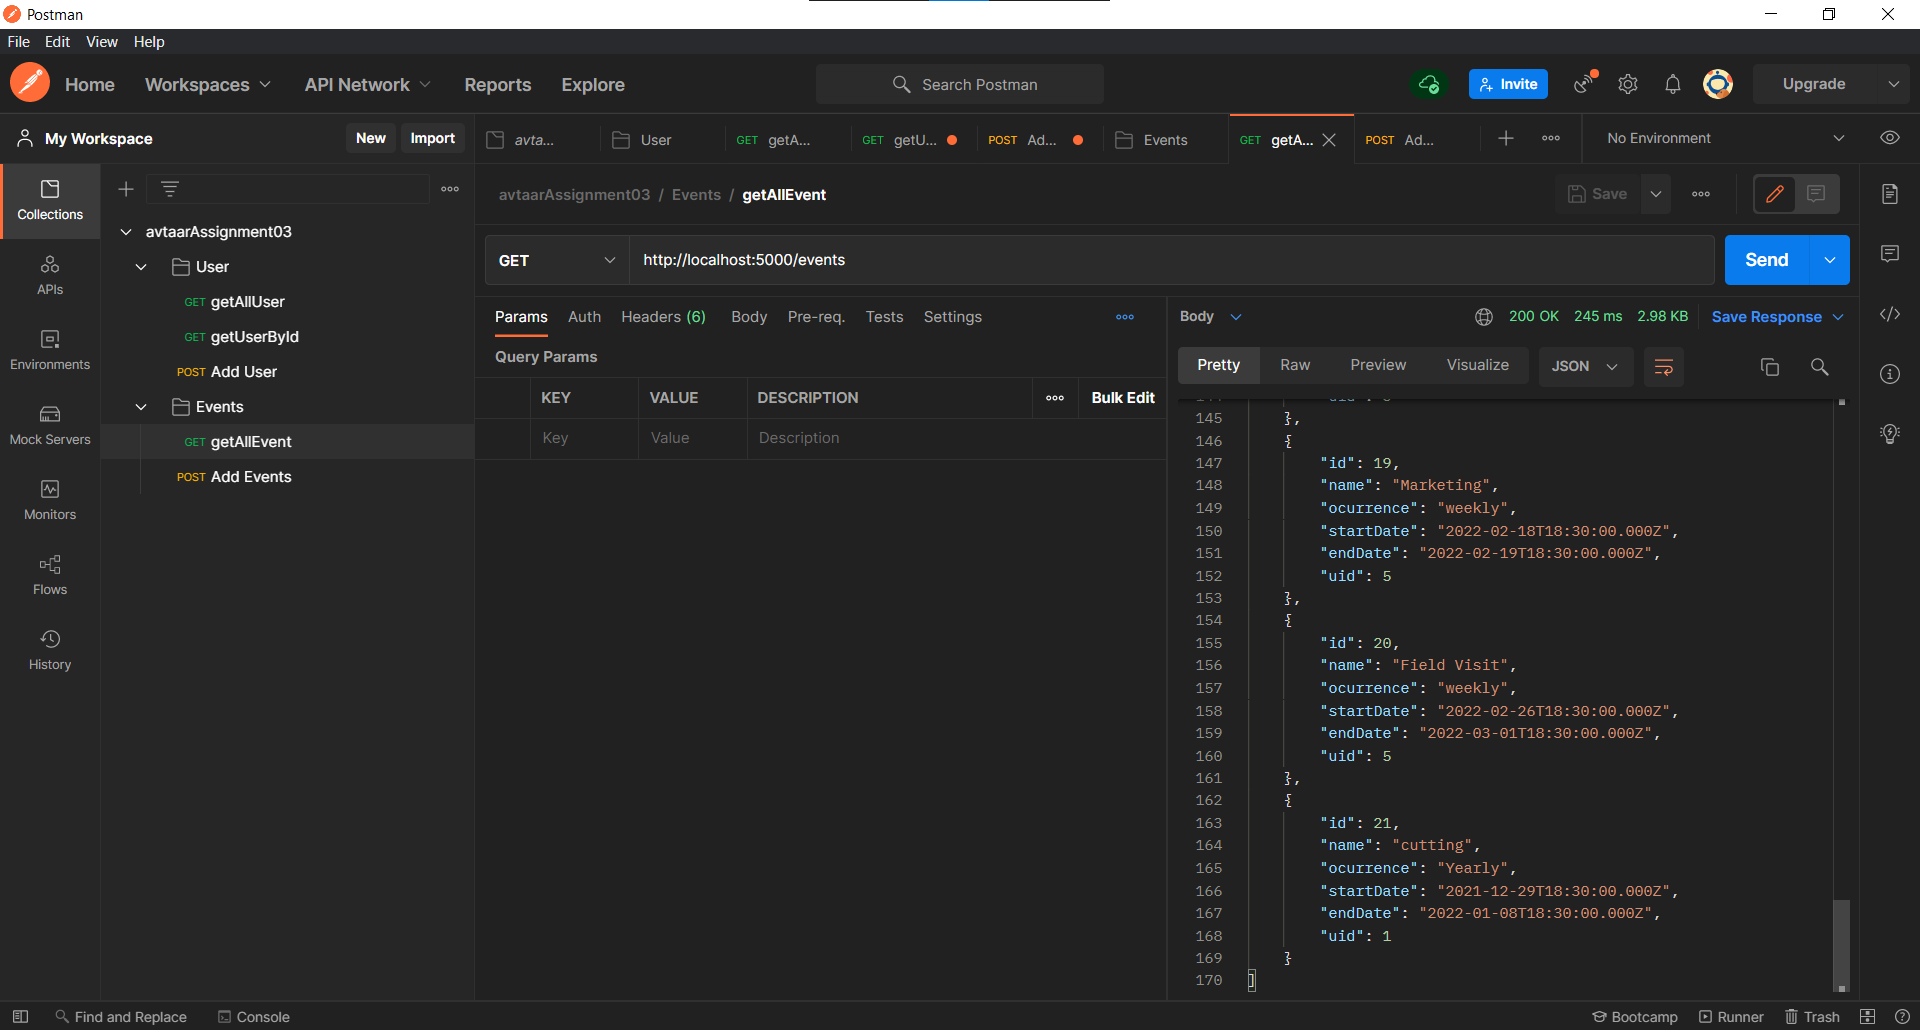 Postman
File Edit View Help
Home Workspaces API Network Reports Explore Search Postman Invite Upgrade
My Workspace New Import
avta... User GET getA... GET getU... POST Ad... Events GET getA... POST Ad... No Environment
Collections
APIs
Environments
Mock Servers
Monitors
Flows
History
avtaarAssignment03
User
GET getAllUser
GET getUserById
POST Add User
Events
GET getAllEvent
POST Add Events
avtaarAssignment03 / Events / getAllEvent Save
GET http://localhost:5000/events Send
Params Auth Headers (6) Body Pre-req. Tests Settings
Query Params
KEY VALUE DESCRIPTION Bulk Edit
Key Value Description
Body 200 OK 245 ms 2.98 KB Save Response
Pretty Raw Preview Visualize JSON
145 },
146 {
147 "id": 19,
148 "name": "Marketing",
149 "ocurrence": "weekly",
150 "startDate": "2022-02-18T18:30:00.000Z",
151 "endDate": "2022-02-19T18:30:00.000Z",
152 "uid": 5
153 },
154 {
155 "id": 20,
156 "name": "Field Visit",
157 "ocurrence": "weekly",
158 "startDate": "2022-02-26T18:30:00.000Z",
159 "endDate": "2022-03-01T18:30:00.000Z",
160 "uid": 5
161 },
162 {
163 "id": 21,
164 "name": "cutting",
165 "ocurrence": "Yearly",
166 "startDate": "2021-12-29T18:30:00.000Z",
167 "endDate": "2022-01-08T18:30:00.000Z",
168 "uid": 1
169 }
170 ]
Find and Replace Console Bootcamp Runner Trash